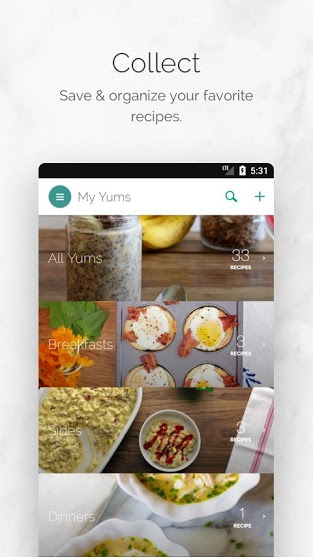 Collect
Save & organize your favorite
recipes.
LTE 5:31
My Yums
All Yums
33
RECIPES
Breakfasts
3
RECIPES
Sides
3
RECIPES
Dinners
1
RECIPE